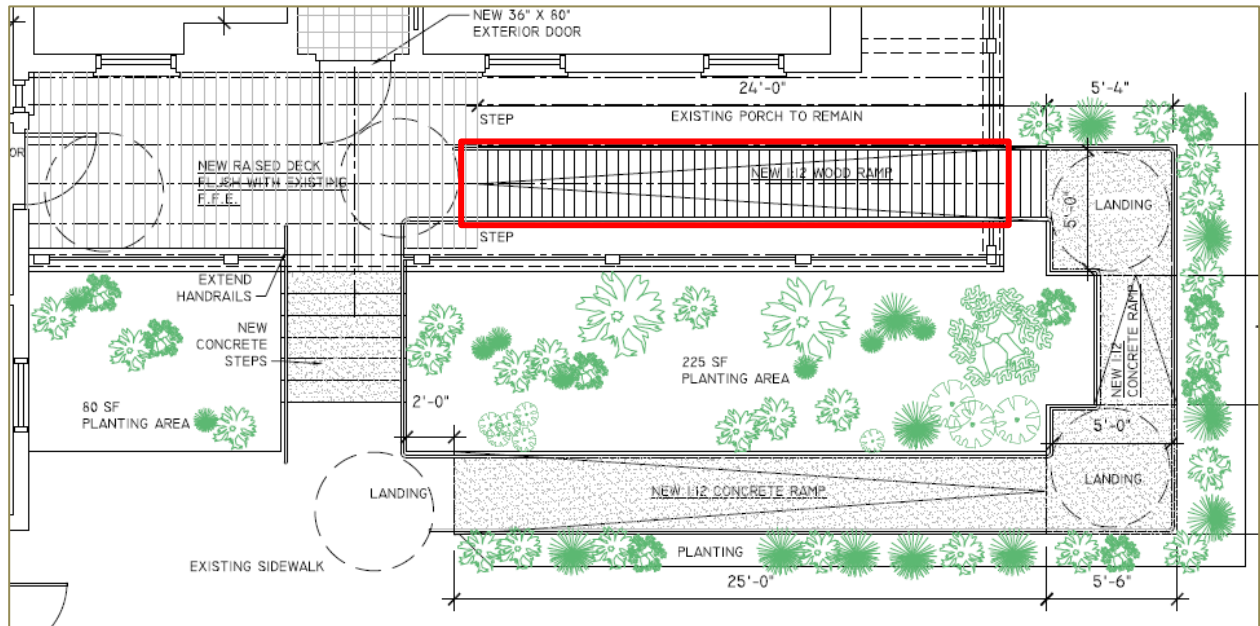 NEW 36" X 80"
EXTERIOR DOOR
24'-0"
5'-4"
STEP
EXISTING PORCH TO REMAIN
OR
NEW RAISED DECK
FLUSH WITH EXISTING
F.F.E.
NEW 1:12 WOOD RAMP
5'-0"
LANDING
STEP
EXTEND
HANDRAILS
NEW
CONCRETE
STEPS
225 SF
PLANTING AREA
NEW 1:12
CONCRETE RAMP
80 SF
PLANTING AREA
2'-0"
5'-0"
LANDING
NEW 1:12 CONCRETE RAMP
LANDING
PLANTING
EXISTING SIDEWALK
25'-0"
5'-6"